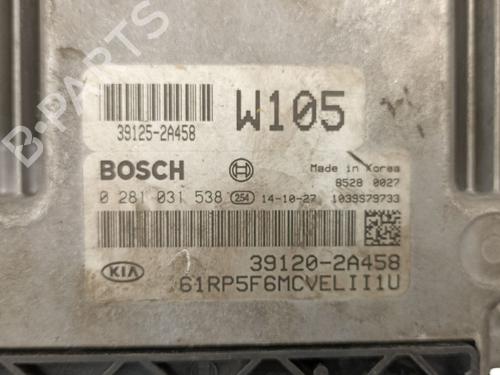 B-PARTS
39125-2A458
W105
BOSCH
Made in Korea
8528 0027
0 281 031 538 254 14-10-27 1039S79733
KIA
39120-2A458
61RP5F6MCVELII1U